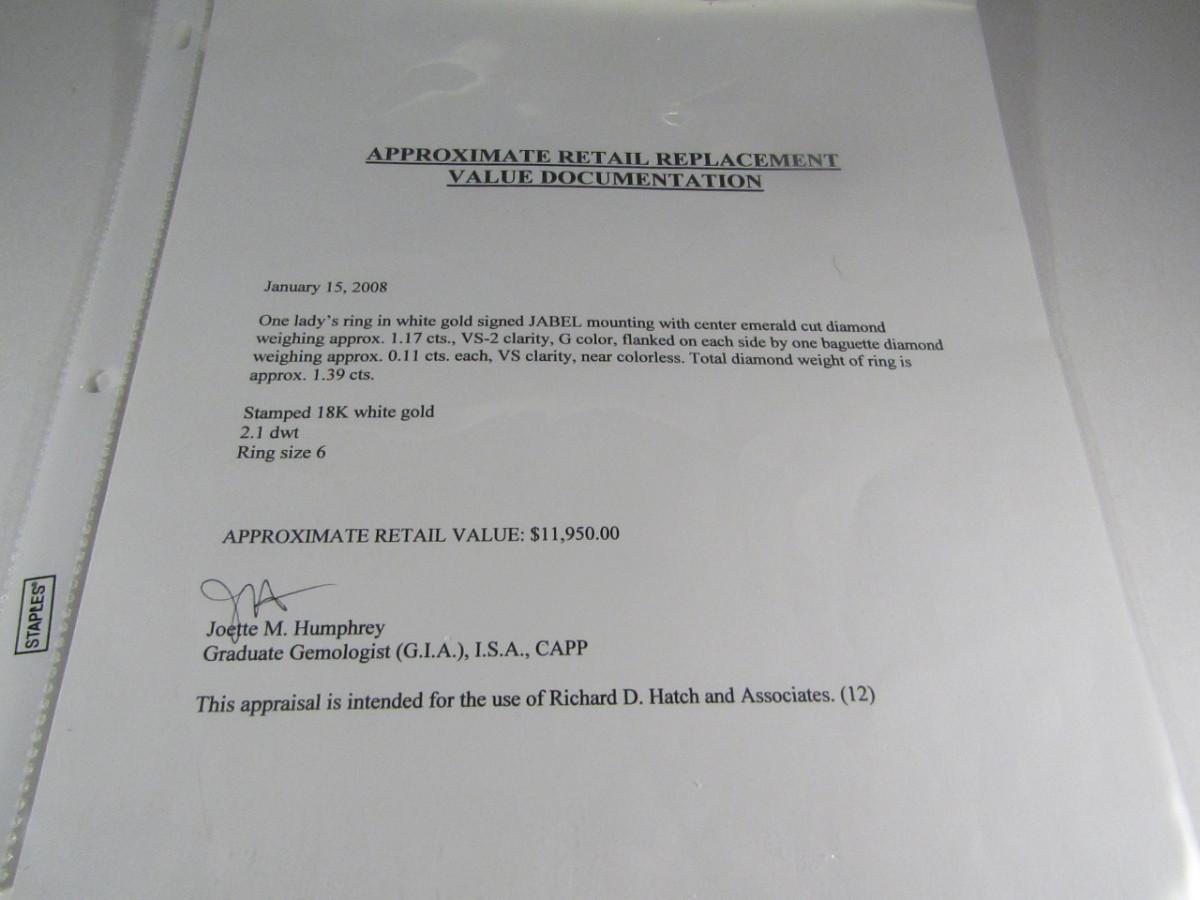 APPROXIMATE RETAIL REPLACEMENT
VALUE DOCUMENTATION
January 15, 2008
One lady's ring in white gold signed JABEL mounting with center emerald cut diamond
weighing approx. 1.17 cts., VS-2 clarity, G color, flanked on each side by one baguette diamond
weighing approx. 0.11 cts. each, VS clarity, near colorless. Total diamond weight of ring is
approx. 1.39 cts.
Stamped 18K white gold
2.1 dwt
Ring size 6
APPROXIMATE RETAIL VALUE: $11,950.00
Joette M. Humphrey
Graduate Gemologist (G.I.A.), I.S.A., CAPP
This appraisal is intended for the use of Richard D. Hatch and Associates. (12)
STAPLES®